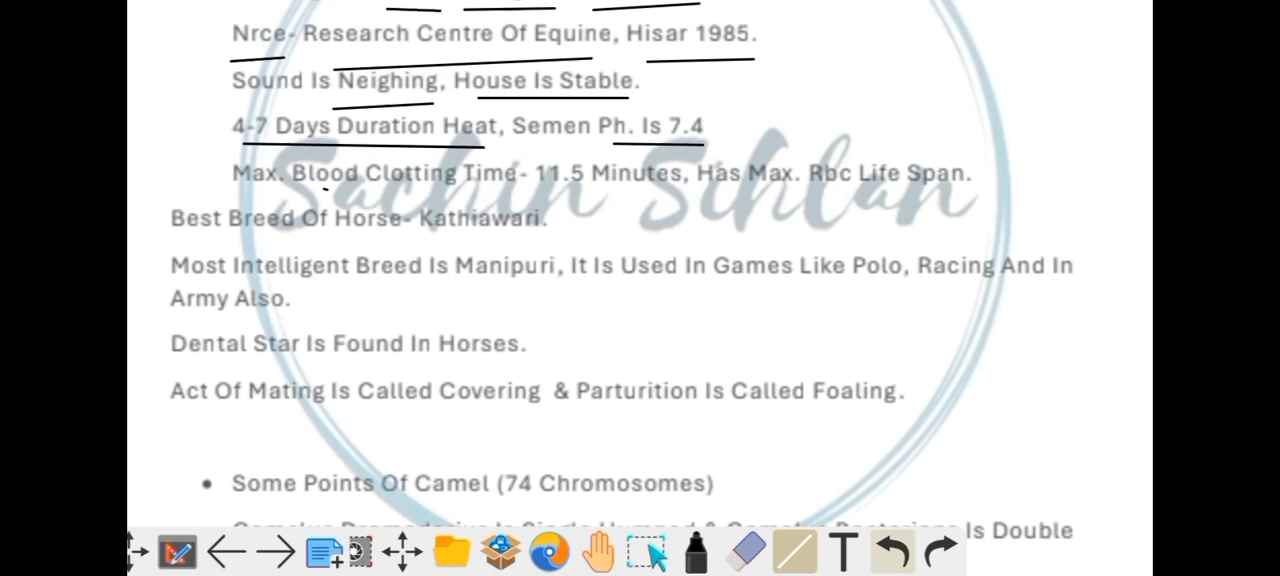 Nrce- Research Centre Of Equine, Hisar 1985.
Sound Is Neighing, House Is Stable.
4-7 Days Duration Heat, Semen Ph. Is 7.4
Max. Blood Clotting Time- 11.5 Minutes, Has Max. Rbc Life Span.
Sachin Sihlan
Best Breed Of Horse- Kathiawari.
Most Intelligent Breed Is Manipuri, It Is Used In Games Like Polo, Racing And In
Army Also.
Dental Star Is Found In Horses.
Act Of Mating Is Called Covering & Parturition Is Called Foaling.
• Some Points Of Camel (74 Chromosomes)
Is Double